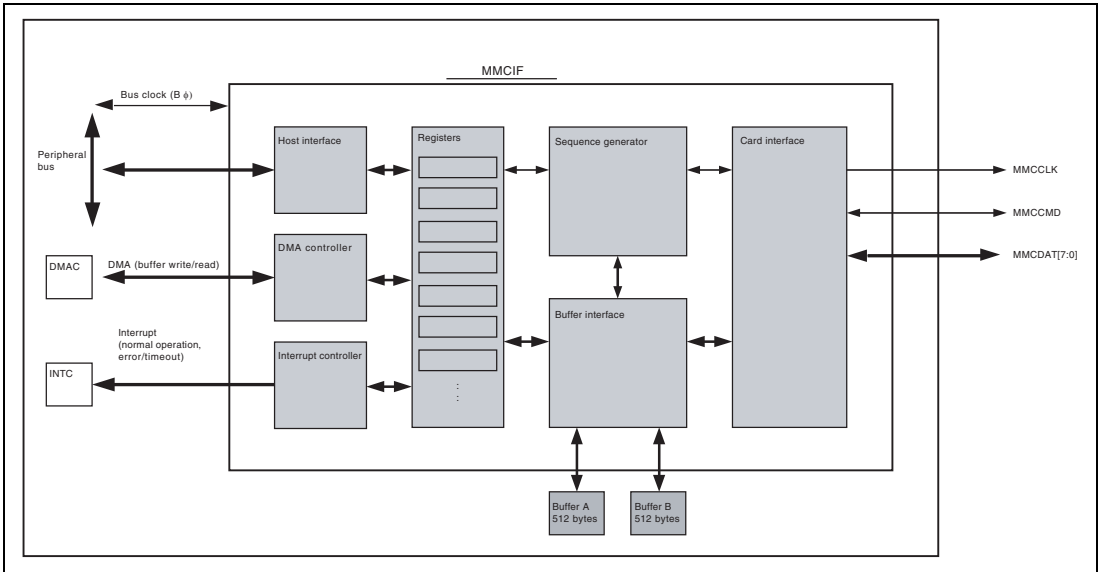 MMCIF
Bus clock (B ϕ)
Peripheral
bus
Host interface
Registers
Sequence generator
Card interface
MMCCLK
MMCCMD
MMCDAT[7:0]
DMAC
DMA (buffer write/read)
DMA controller
Interrupt
(normal operation,
error/timeout)
INTC
Interrupt controller
:
:
Buffer interface
Buffer A
512 bytes
Buffer B
512 bytes